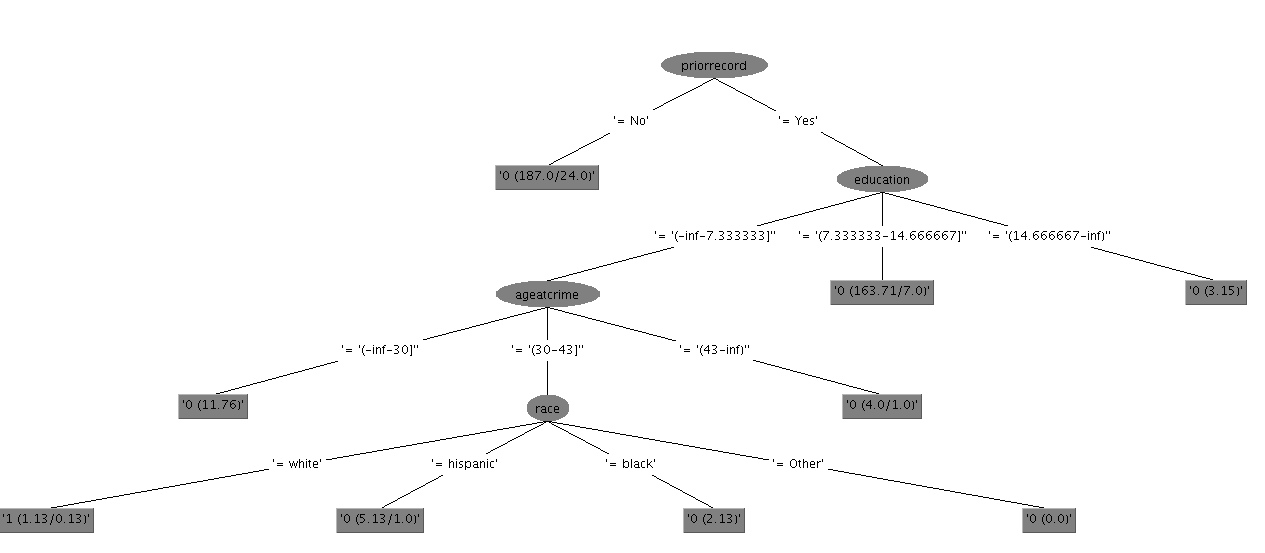 priorrecord
'= No' '= Yes'
'0 (187.0/24.0)' education
'= '(-inf-7.333333]'' '= '(7.333333-14.666667]'' '= '(14.666667-inf)''
ageatcrime '0 (163.71/7.0)' '0 (3.15)'
'= '(-inf-30]'' '= '(30-43]'' '= '(43-inf)''
'0 (11.76)' race '0 (4.0/1.0)'
'= white' '= hispanic' '= black' '= Other'
'1 (1.13/0.13)' '0 (5.13/1.0)' '0 (2.13)' '0 (0.0)'